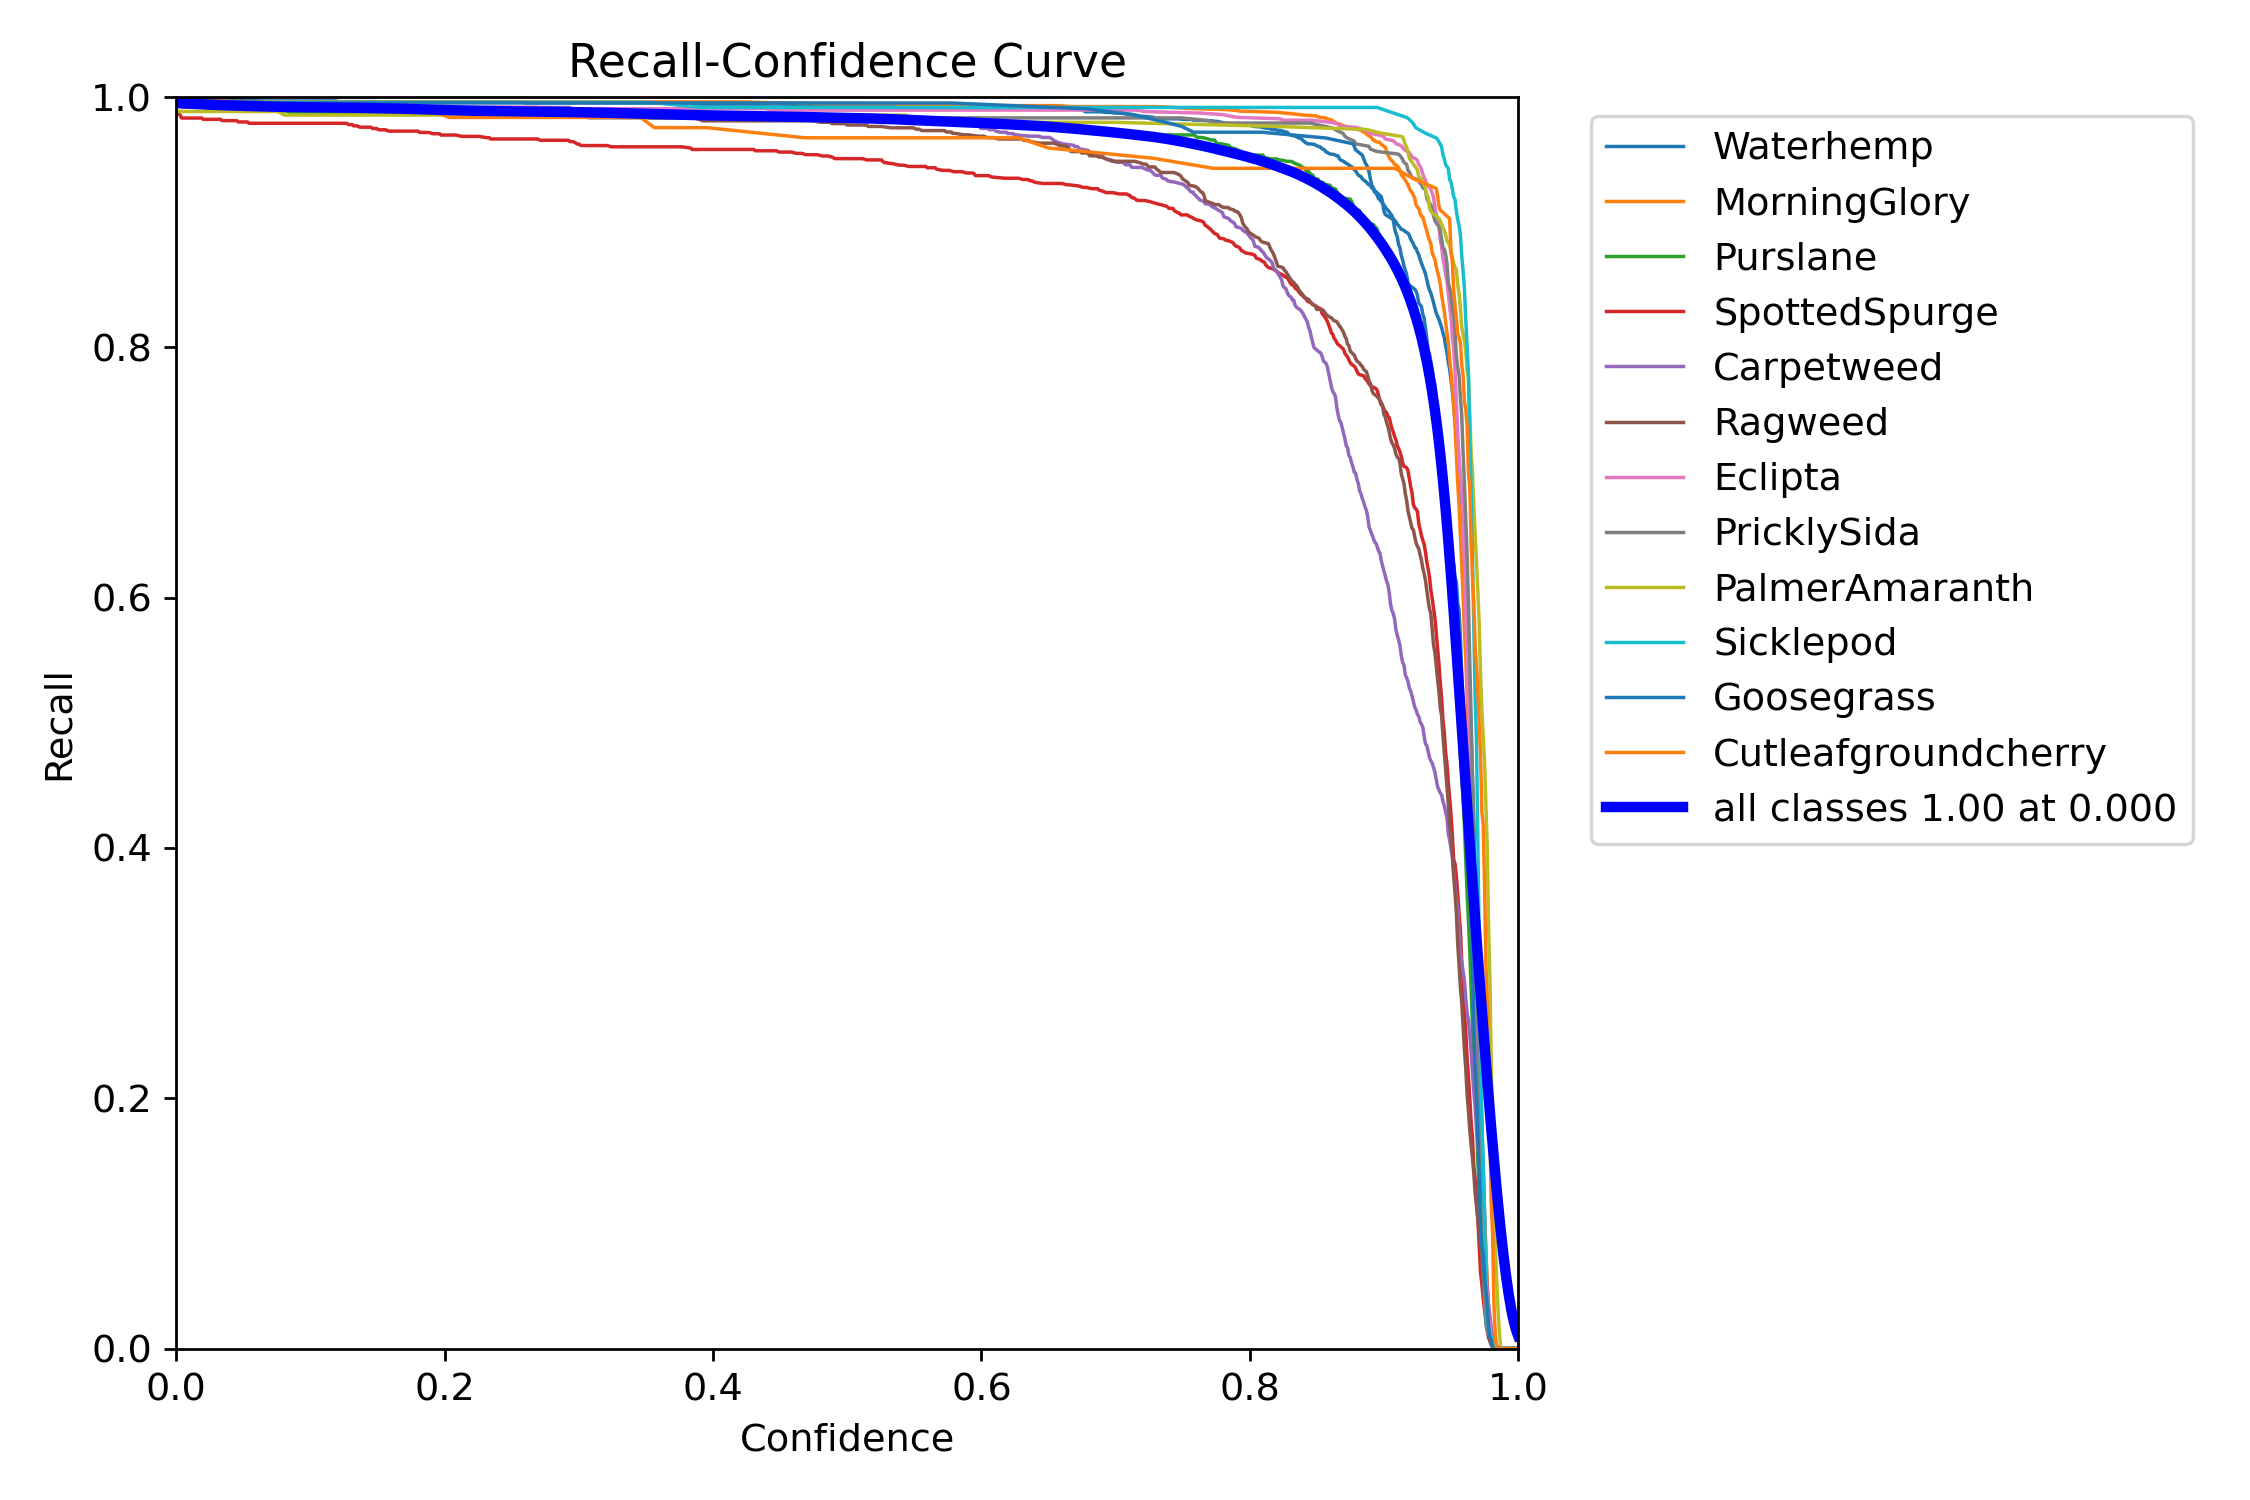 Recall-Confidence Curve
1.0
0.8
0.6
0.4
0.2
0.0
Recall
0.0 0.2 0.4 0.6 0.8 1.0
Confidence
Waterhemp
MorningGlory
Purslane
SpottedSpurge
Carpetweed
Ragweed
Eclipta
PricklySida
PalmerAmaranth
Sicklepod
Goosegrass
Cutleafgroundcherry
all classes 1.00 at 0.000